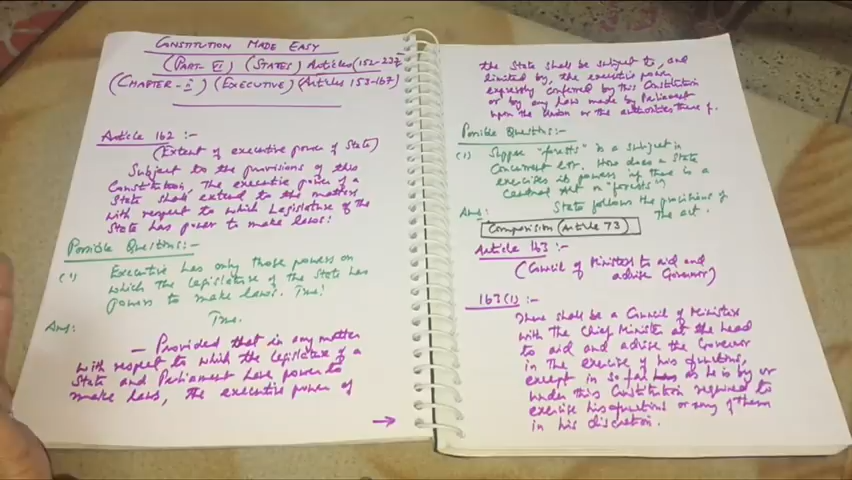 CONSTITUTION MADE EASY
(PART-VI) (STATES) Articles (152-237)
(CHAPTER-II) (EXECUTIVE) (Articles 153-167)
Article 162 :-
(Extent of executive power of State)
Subject to the provisions of this
Constitution, the executive power of a
State shall extend to the matters
with respect to which Legislature of the
State has power to make laws:
Possible Questions:-
(1) Executive has only those powers on
which the legislature of the State has
powers to make laws. True?
Ans: True.
— Provided that in any matter
with respect to which the legislature of a
State and Parliament have power to
make laws, the executive power of
→
the State shall be subject to, and
limited by, the executive power
expressly conferred by this Constitution
or by any law made by Parliament
upon the Union or the authorities thereof.
Possible Questions:-
(1) Suppose "forests" is a subject in
Concurrent List. How does a State
exercise its powers if there is a
Central Act on "forests"?
Ans: State follows the provisions of
the act.
Comparision (Article 73)
Article 163 :-
(Council of Ministers to aid and
advise Governor)
163(1) :-
There shall be a Council of Ministers
with the Chief Minister at the head
to aid and advise the Governor
in the exercise of his functions,
except in so far as he is by or
under this Constitution required to
exercise his functions or any of them
in his discretion.